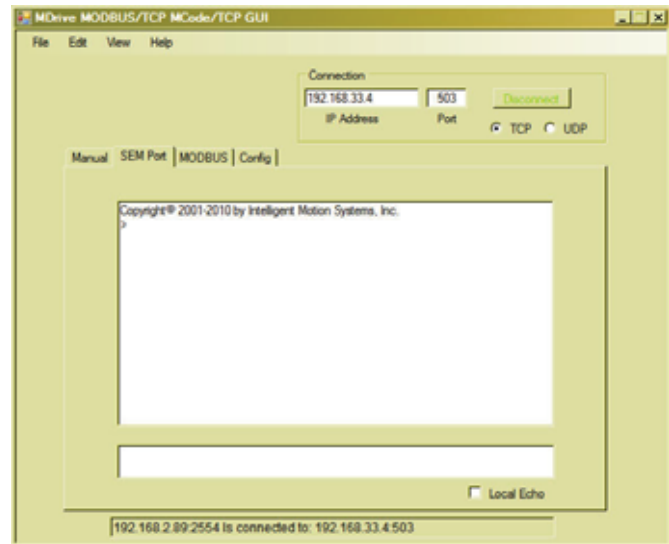 MDrive MODBUS/TCP MCode/TCP GUI
File Edit View Help
Connection
192.168.33.4 503 Disconnect
IP Address Port TCP UDP
Manual SEM Port MODBUS Config
Copyright® 2001-2010 by Intelligent Motion Systems, Inc.
>
Local Echo
192.168.2.89:2554 Is connected to: 192.168.33.4:503